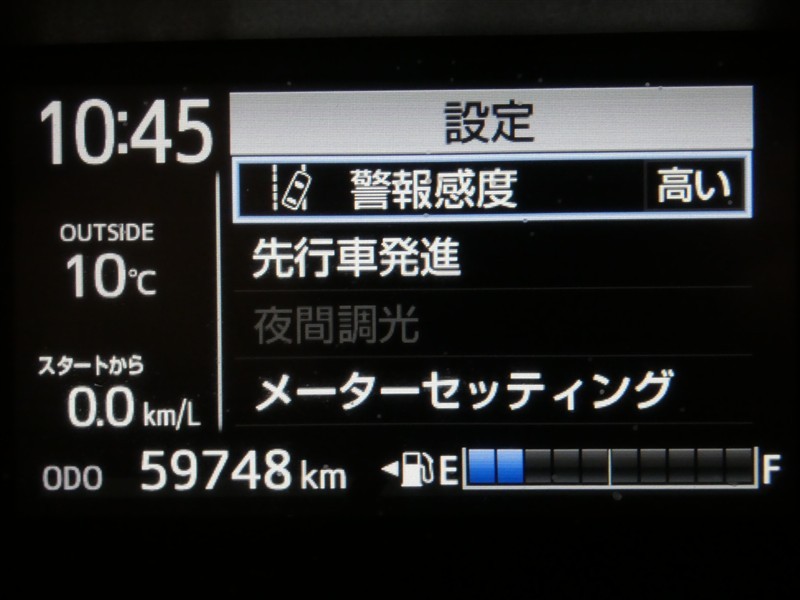 10:45
OUTSIDE
10℃
スタートから
0.0 km/L
設定
警報感度 高い
先行車発進
夜間調光
メーターセッティング
ODO 59748 km
E F